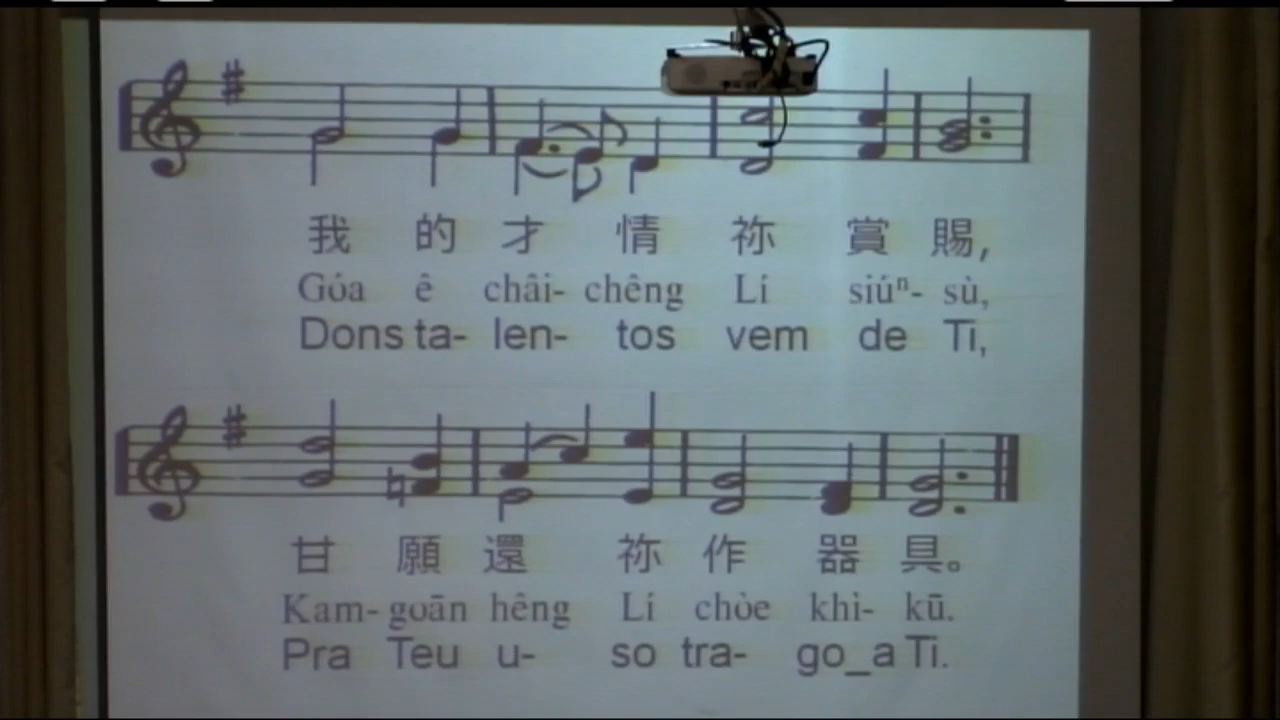 我 的 才 情 祢 賞 賜,
Góa ê châi- chêng Lí siúⁿ- sù,
Dons ta- len- tos vem de Ti,
甘 願 還 祢 作 器 具。
Kam- goān hêng Lí chòe khì- kū.
Pra Teu u- so tra- go_a Ti.